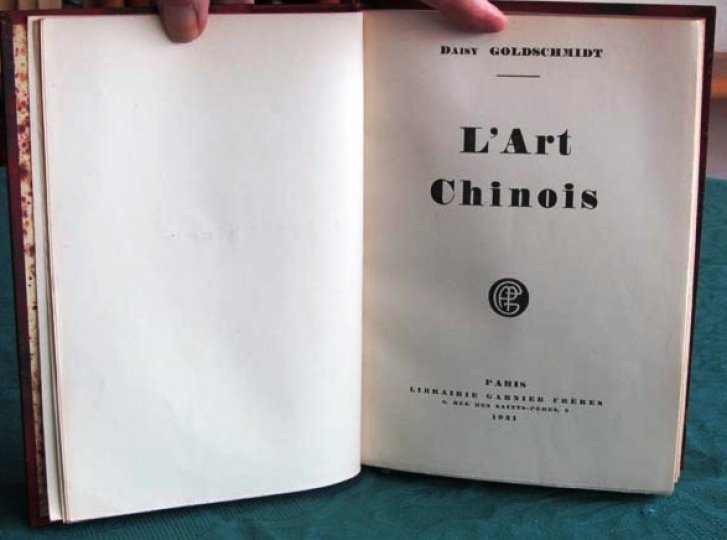 Daisy GOLDSCHMIDT
L'Art
Chinois
PARIS
LIBRAIRIE GARNIER FRÈRES
6, RUE DES SAINTS-PÈRES, 6
1931